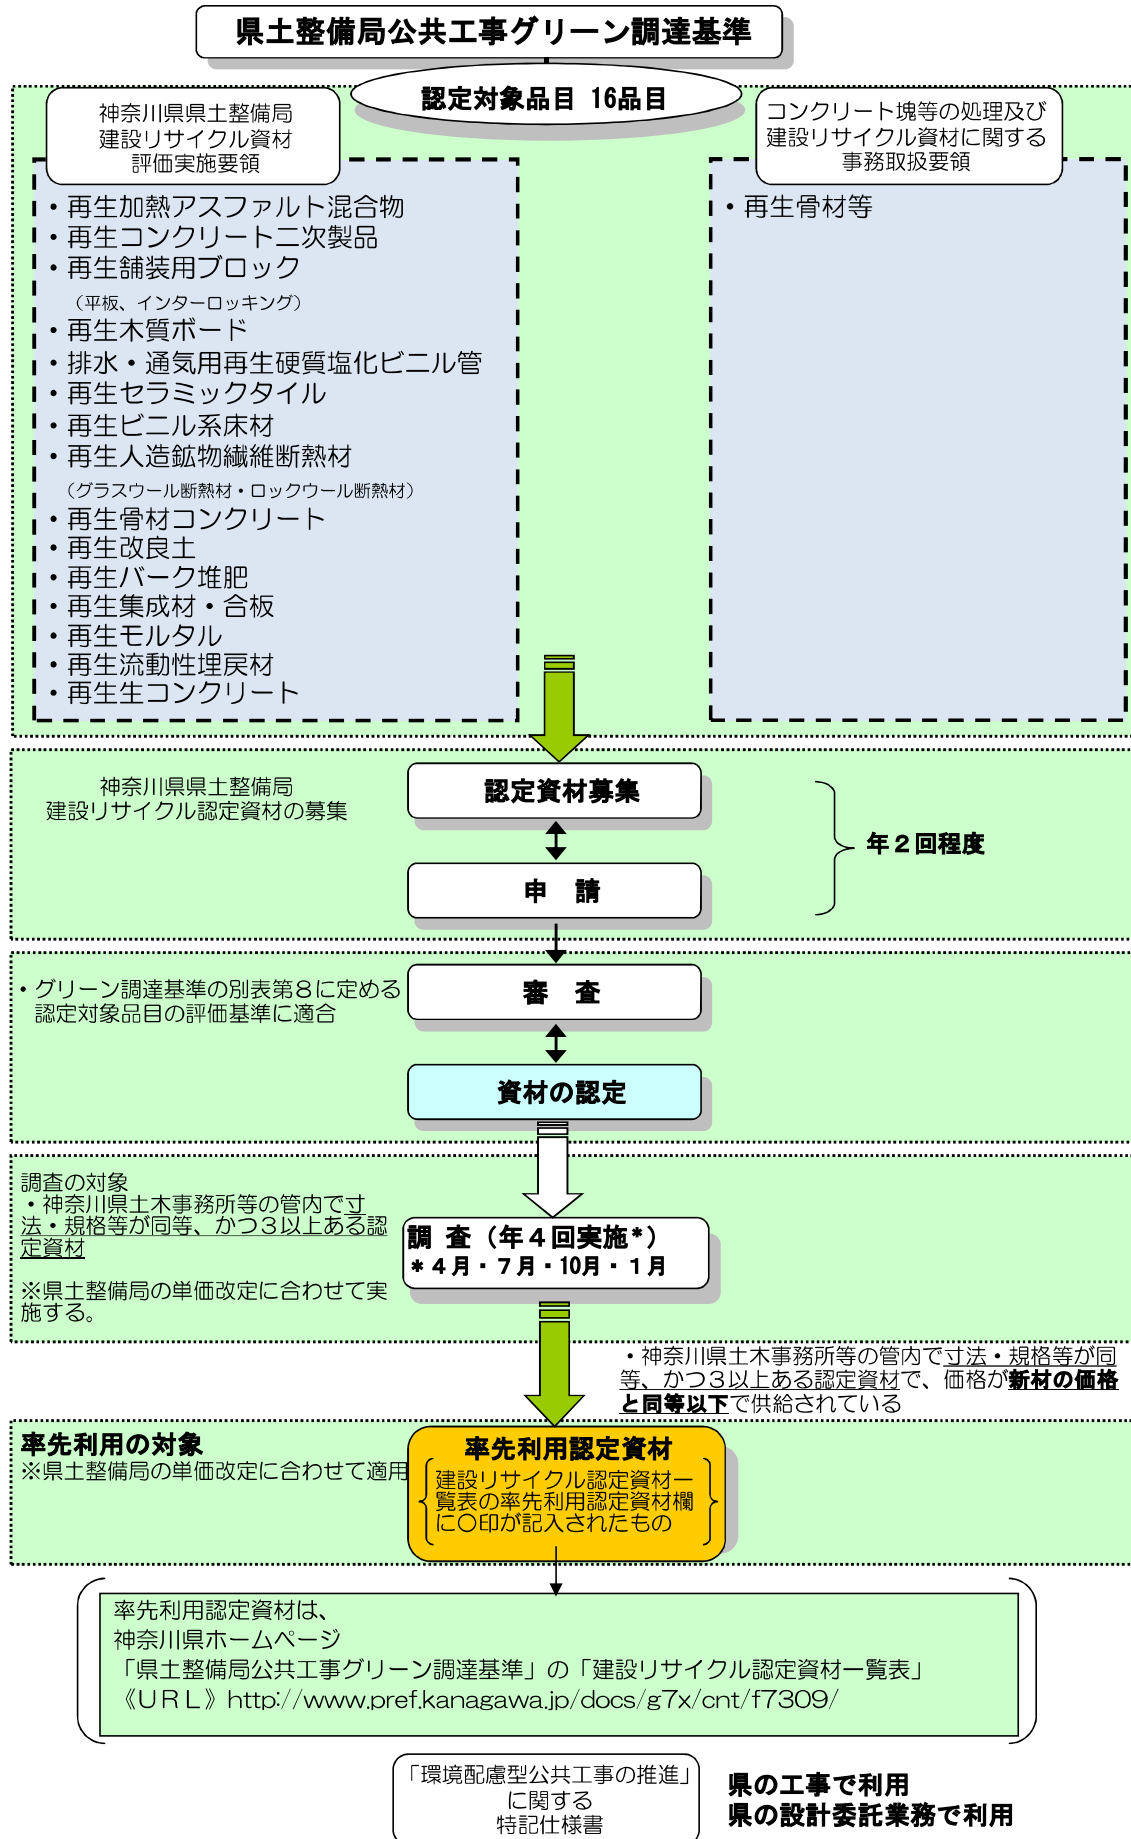 県土整備局公共工事グリーン調達基準
認定対象品目 16品目
神奈川県県土整備局
建設リサイクル資材
評価実施要領
・再生加熱アスファルト混合物
・再生コンクリート二次製品
・再生舗装用ブロック
（平板、インターロッキング）
・再生木質ボード
・排水・通気用再生硬質塩化ビニル管
・再生セラミックタイル
・再生ビニル系床材
・再生人造鉱物繊維断熱材
（グラスウール断熱材・ロックウール断熱材）
・再生骨材コンクリート
・再生改良土
・再生バーク堆肥
・再生集成材・合板
・再生モルタル
・再生流動性埋戻材
・再生生コンクリート
コンクリート塊等の処理及び
建設リサイクル資材に関する
事務取扱要領
・再生骨材等
神奈川県県土整備局
建設リサイクル認定資材の募集
認定資材募集
申　請
年２回程度
・グリーン調達基準の別表第８に定める
認定対象品目の評価基準に適合
審　査
資材の認定
調査の対象
・神奈川県土木事務所等の管内で寸
法・規格等が同等、かつ３以上ある認
定資材
※県土整備局の単価改定に合わせて実
施する。
調 査（年４回実施*）
*４月・７月・10月・１月
・神奈川県土木事務所等の管内で寸法・規格等が同
等、かつ３以上ある認定資材で、価格が新材の価格
と同等以下で供給されている
率先利用の対象
※県土整備局の単価改定に合わせて適用
率先利用認定資材
建設リサイクル認定資材一
覧表の率先利用認定資材欄
に〇印が記入されたもの
率先利用認定資材は、
神奈川県ホームページ
「県土整備局公共工事グリーン調達基準」の「建設リサイクル認定資材一覧表」
《ＵＲＬ》http://www.pref.kanagawa.jp/docs/g7x/cnt/f7309/
「環境配慮型公共工事の推進」
に関する
特記仕様書
県の工事で利用
県の設計委託業務で利用